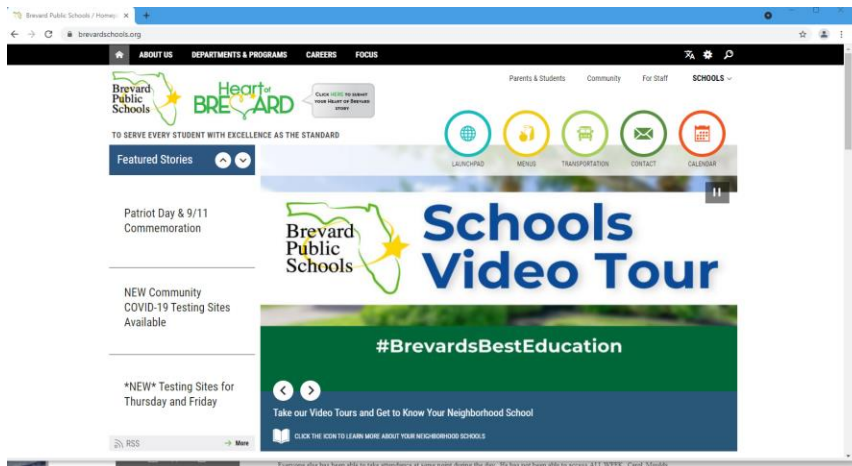 Brevard Public Schools / Homep
brevardschools.org
ABOUT US DEPARTMENTS & PROGRAMS CAREERS FOCUS
Parents & Students Community For Staff SCHOOLS
Brevard
Public
Schools
Heart of
BREVARD
CLICK HERE TO SUBMIT
YOUR HEART OF BREVARD
STORY
TO SERVE EVERY STUDENT WITH EXCELLENCE AS THE STANDARD
LAUNCHPAD MENUS TRANSPORTATION CONTACT CALENDAR
Featured Stories
Patriot Day & 9/11
Commemoration
NEW Community
COVID-19 Testing Sites
Available
*NEW* Testing Sites for
Thursday and Friday
RSS More
Brevard
Public
Schools
Schools
Video Tour
#BrevardsBestEducation
Take our Video Tours and Get to Know Your Neighborhood School
CLICK THE ICON TO LEARN MORE ABOUT YOUR NEIGHBORHOOD SCHOOLS